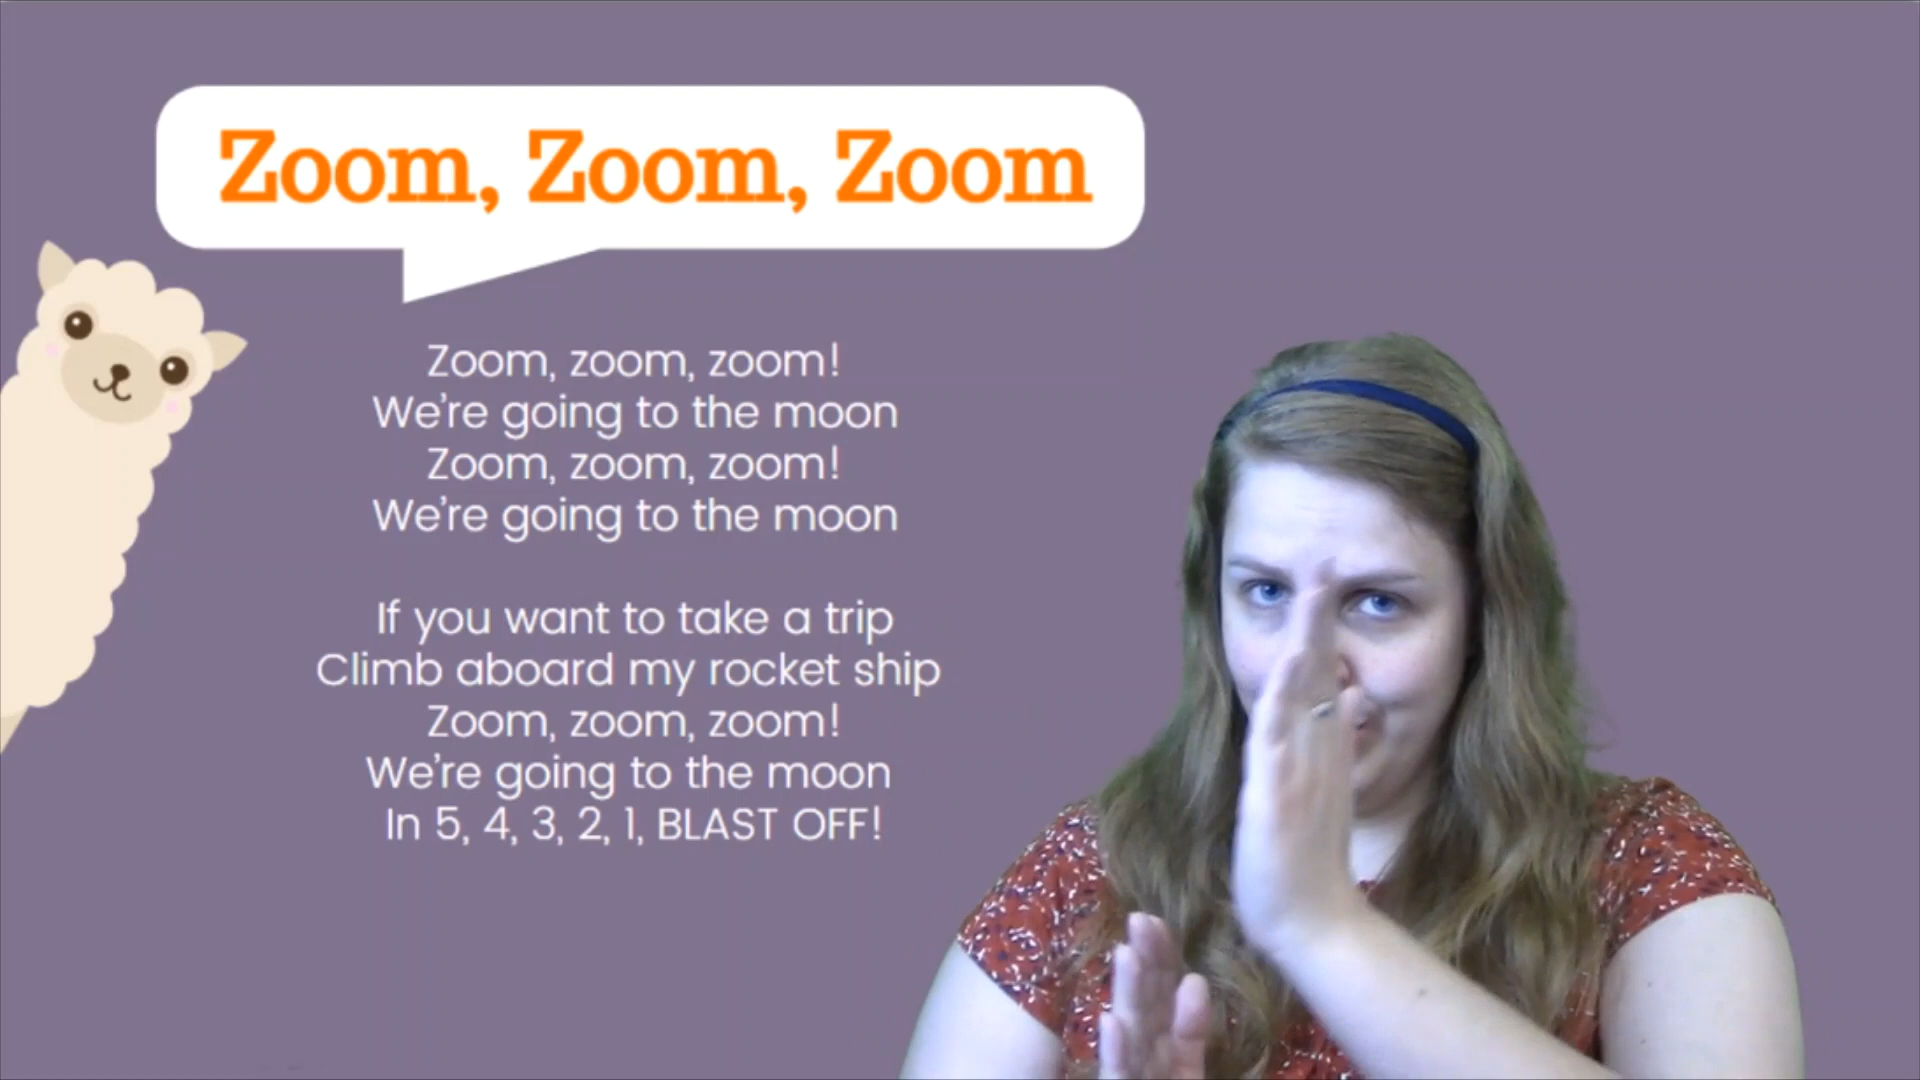 Zoom, Zoom, Zoom
Zoom, zoom, zoom!
We're going to the moon
Zoom, zoom, zoom!
We're going to the moon
If you want to take a trip
Climb aboard my rocket ship
Zoom, zoom, zoom!
We're going to the moon
In 5, 4, 3, 2, 1, BLAST OFF!